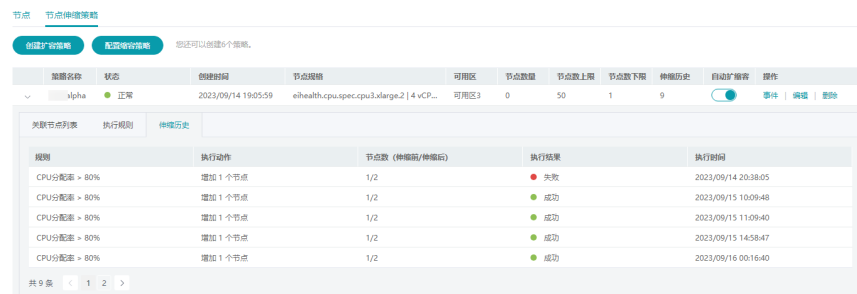 节点 节点伸缩策略
创建扩容策略 配置缩容策略 您还可以创建6个策略。
策略名称 状态 创建时间 节点规格 可用区 节点数量 节点数上限 节点数下限 伸缩历史 自动扩缩容 操作
alpha 正常 2023/09/14 19:05:59 eihealth.cpu.spec.cpu3.xlarge.2 | 4 vCP... 可用区3 0 50 1 9 事件 | 编辑 | 删除
关联节点列表 执行规则 伸缩历史
规则 执行动作 节点数 (伸缩前/伸缩后) 执行结果 执行时间
CPU分配率 > 80% 增加 1 个节点 1/2 失败 2023/09/14 20:38:05
CPU分配率 > 80% 增加 1 个节点 1/2 成功 2023/09/15 10:09:48
CPU分配率 > 80% 增加 1 个节点 1/2 成功 2023/09/15 11:09:40
CPU分配率 > 80% 增加 1 个节点 1/2 成功 2023/09/15 14:58:47
CPU分配率 > 80% 增加 1 个节点 1/2 成功 2023/09/16 00:16:40
共 9 条 < 1 2 >